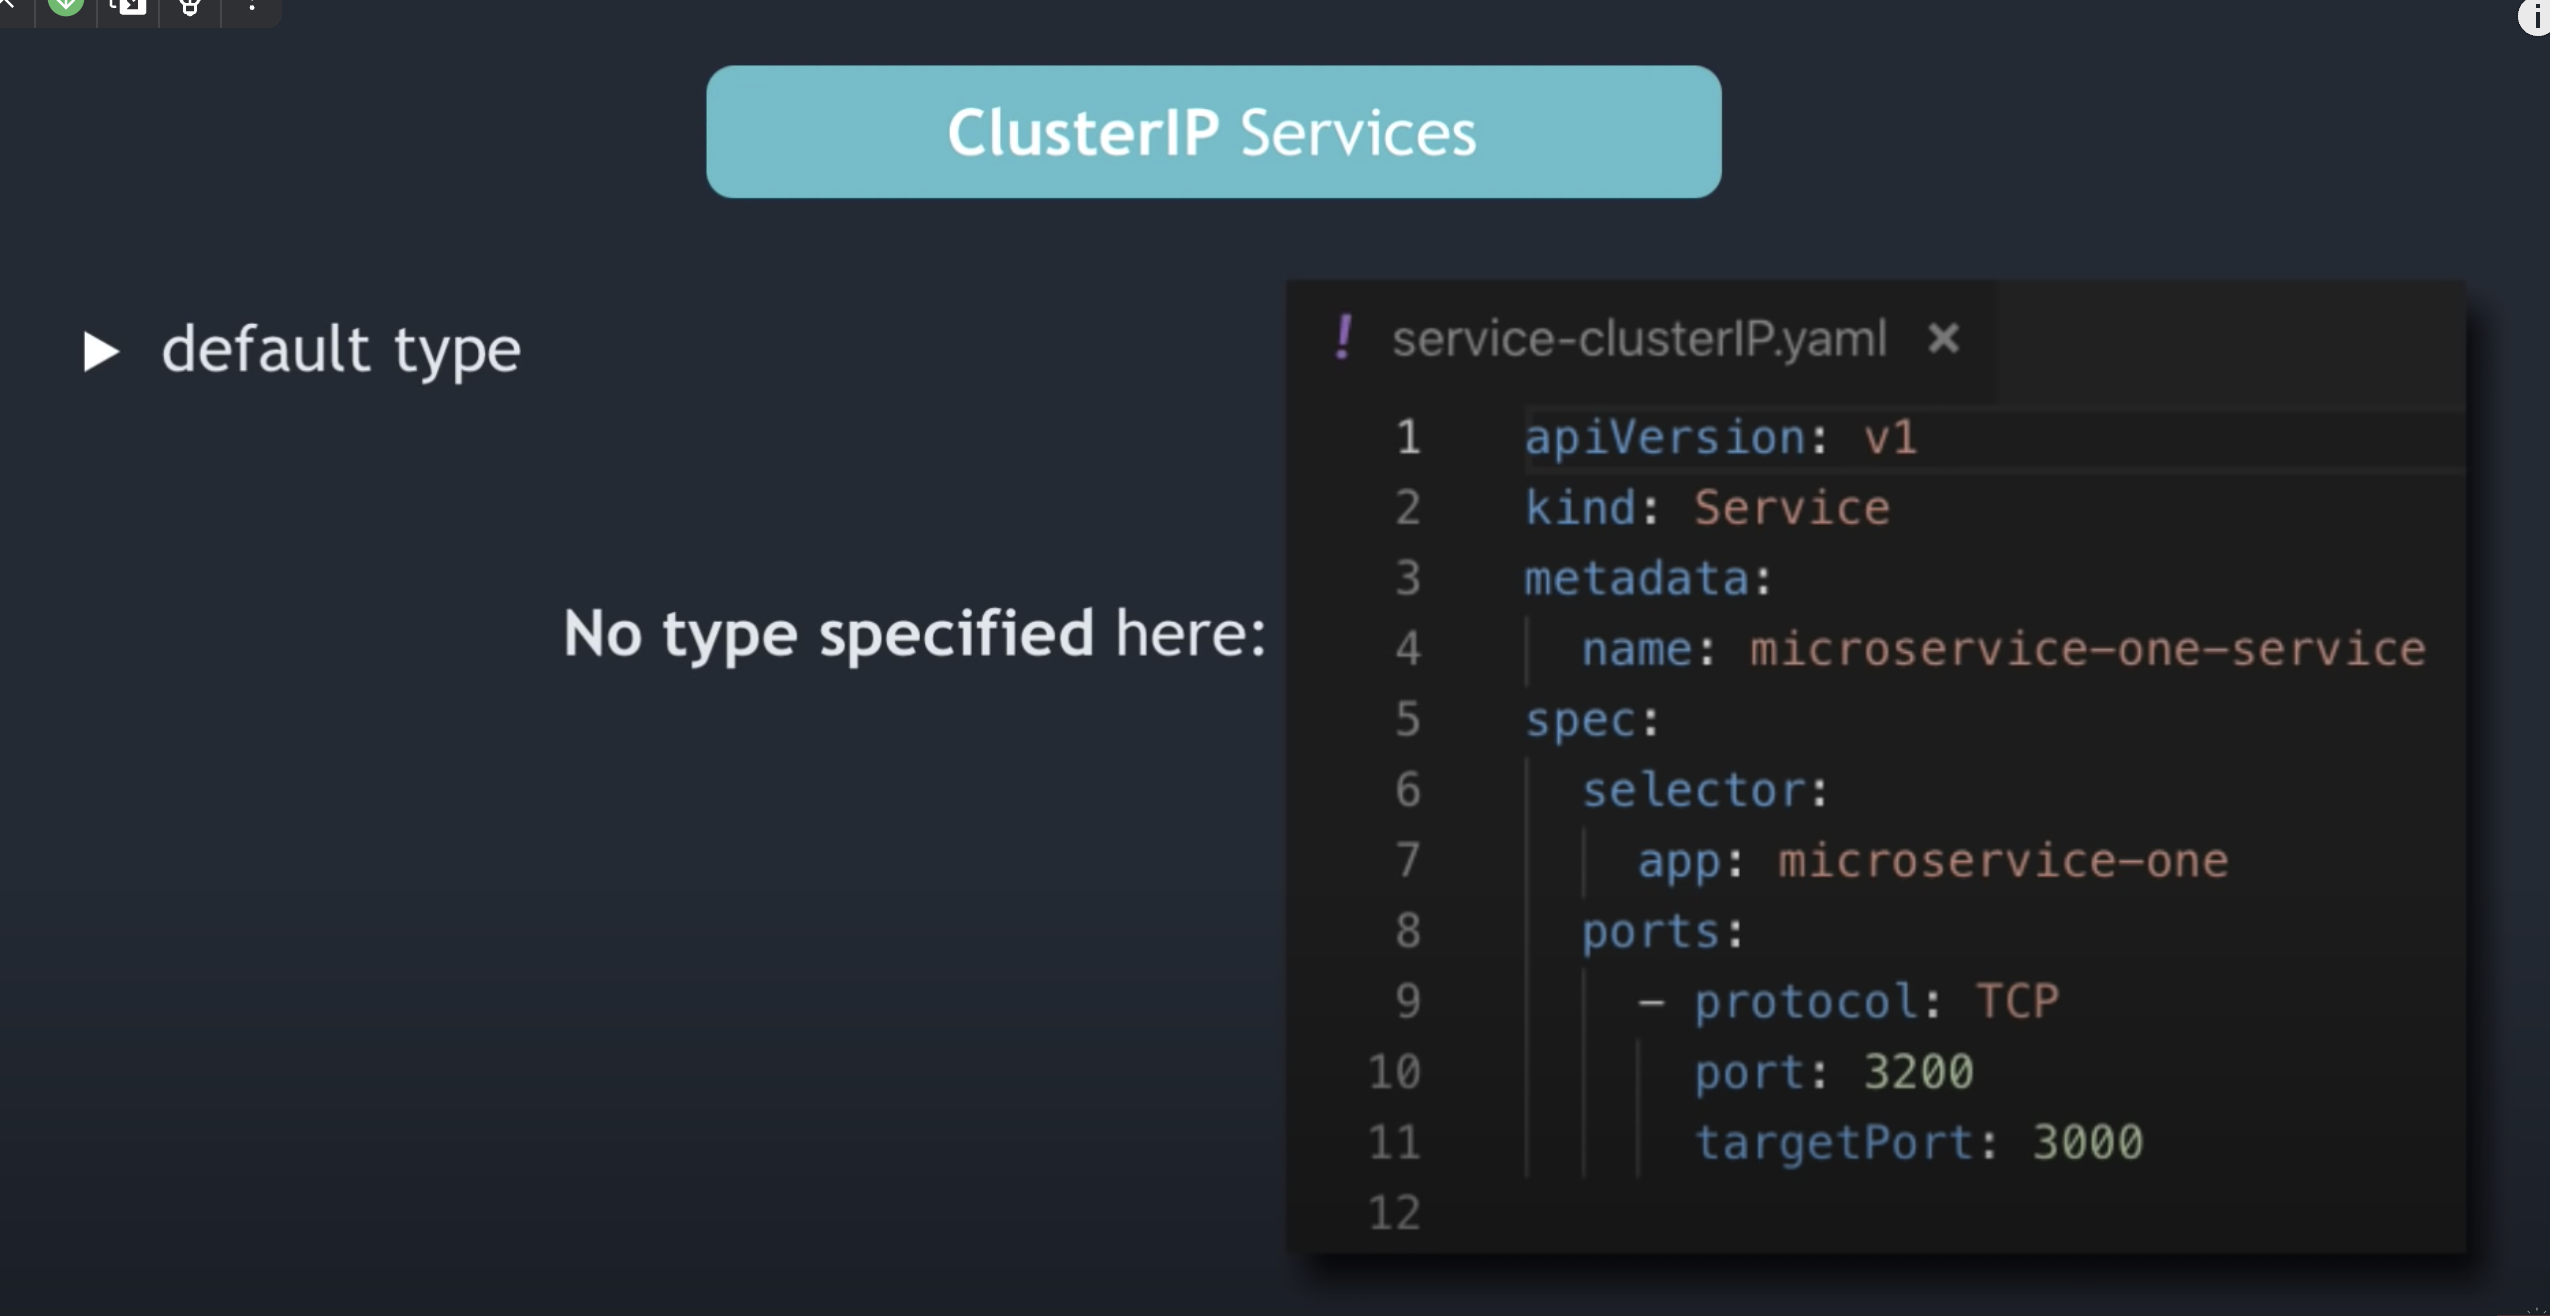 ClusterIP Services
default type
No type specified here:
! service-clusterIP.yaml ×
1 apiVersion: v1
2 kind: Service
3 metadata:
4   name: microservice-one-service
5 spec:
6   selector:
7     app: microservice-one
8   ports:
9     - protocol: TCP
10       port: 3200
11       targetPort: 3000
12